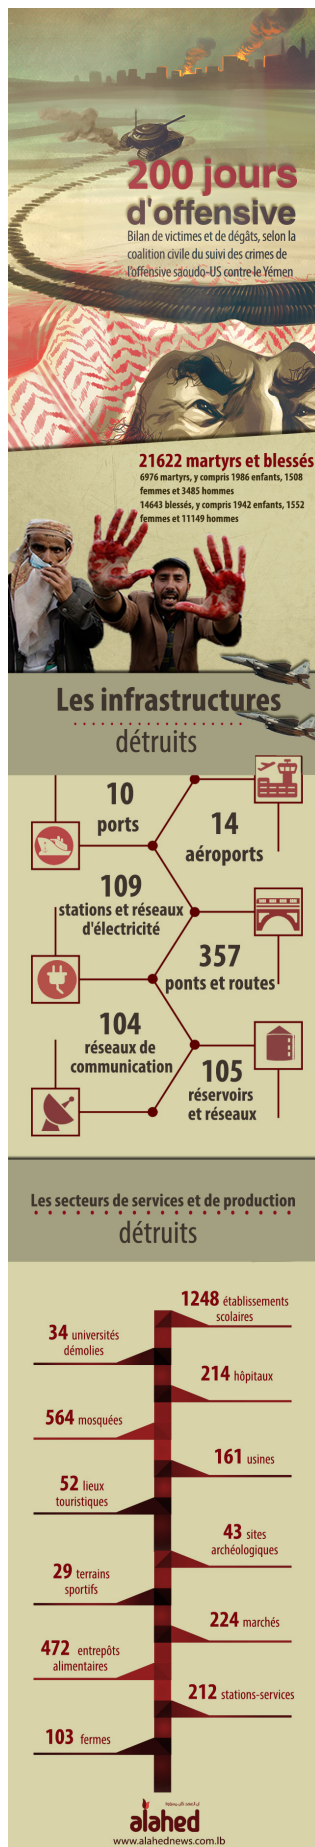 200 jours
d'offensive
Bilan de victimes et de dégâts, selon la
coalition civile du suivi des crimes de
l'offensive saoudo-US contre le Yémen
21622 martyrs et blessés
6976 martyrs, y compris 1986 enfants, 1508
femmes et 3485 hommes
14643 blessés, y compris 1942 enfants, 1552
femmes et 11149 hommes
Les infrastructures
détruits
10
ports
14
aéroports
109
stations et réseaux
d'électricité
357
ponts et routes
104
réseaux de
communication
105
réservoirs
et réseaux
Les secteurs de services et de production
détruits
1248 établissements
scolaires
34 universités
démolies
214 hôpitaux
564 mosquées
161 usines
52 lieux
touristiques
43 sites
archéologiques
29 terrains
sportifs
224 marchés
472 entrepôts
alimentaires
212 stations-services
103 fermes
alahed
www.alahednews.com.lb